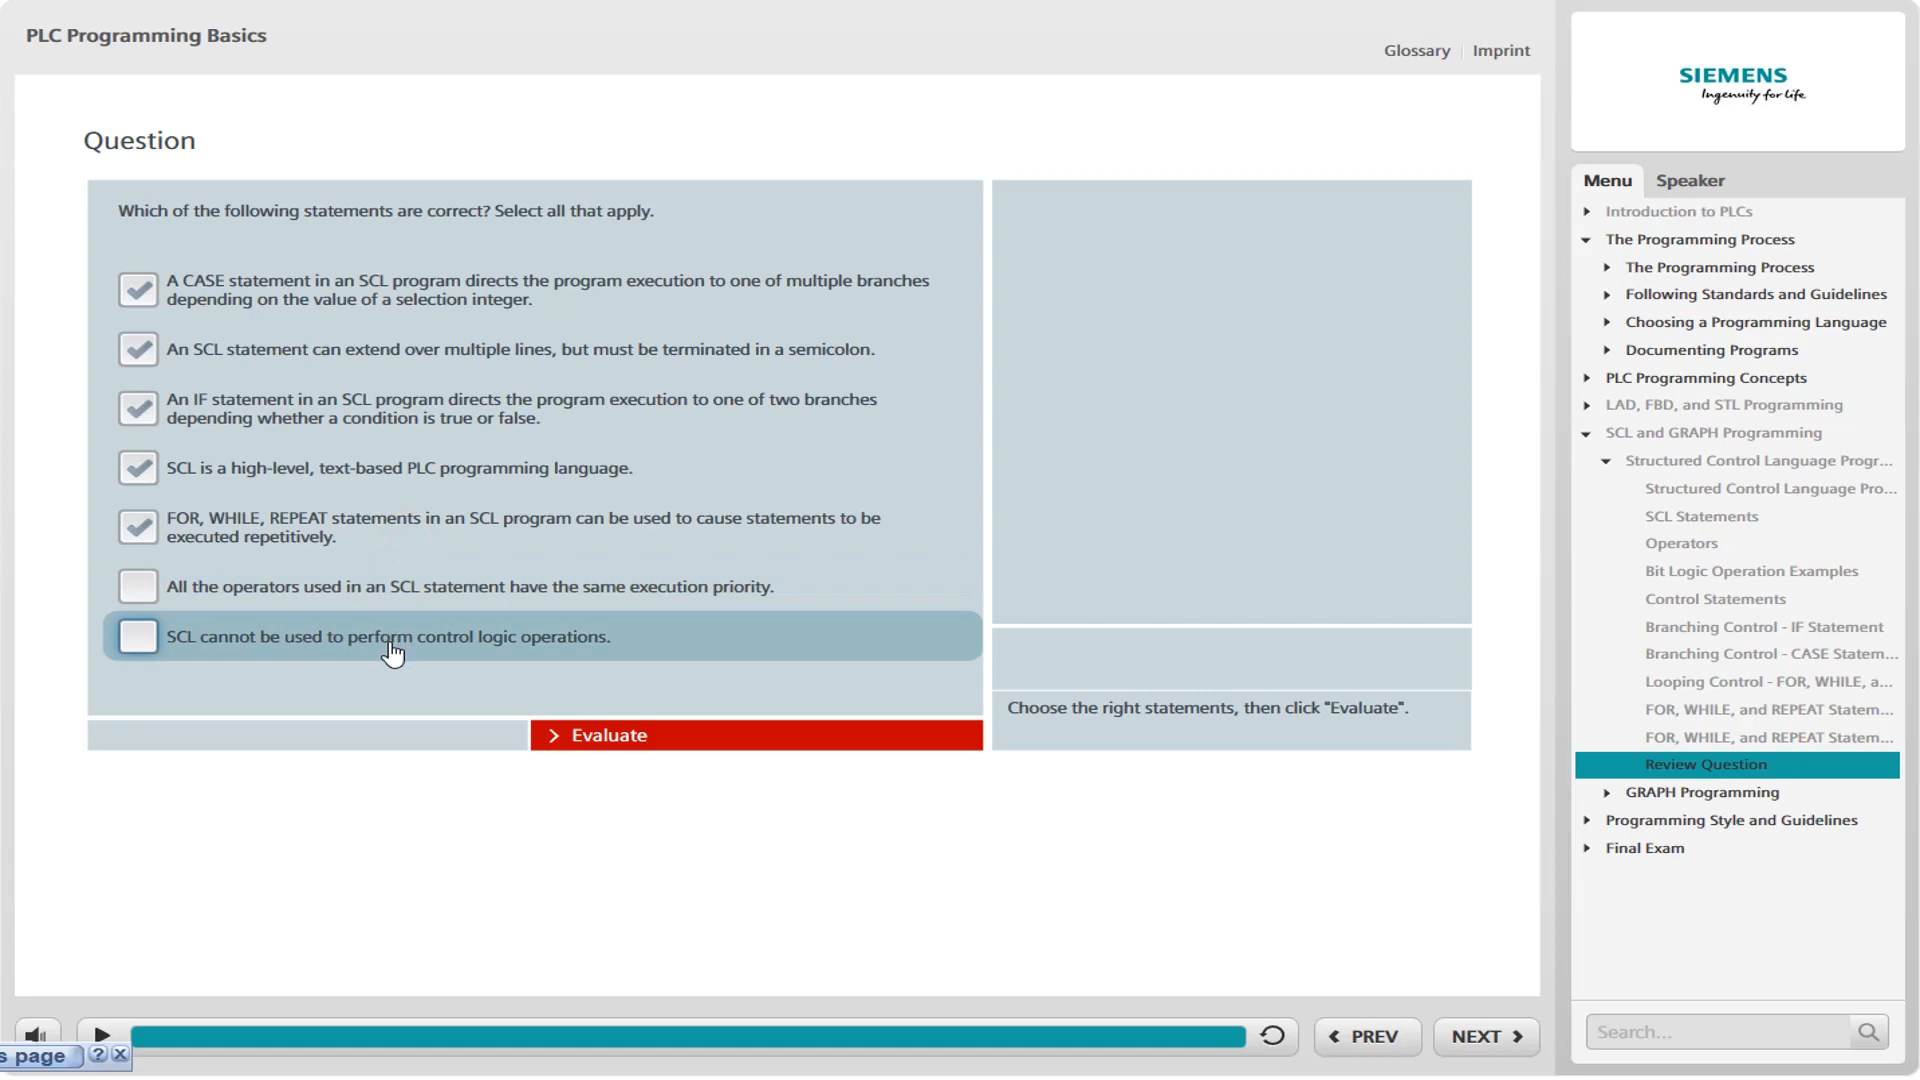 PLC Programming Basics
Glossary
Imprint
SIEMENS
Ingenuity for life
Question
Which of the following statements are correct? Select all that apply.
A CASE statement in an SCL program directs the program execution to one of multiple branches
depending on the value of a selection integer.
An SCL statement can extend over multiple lines, but must be terminated in a semicolon.
An IF statement in an SCL program directs the program execution to one of two branches
depending whether a condition is true or false.
SCL is a high-level, text-based PLC programming language.
FOR, WHILE, REPEAT statements in an SCL program can be used to cause statements to be
executed repetitively.
All the operators used in an SCL statement have the same execution priority.
SCL cannot be used to perform control logic operations.
Evaluate
Choose the right statements, then click "Evaluate".
Menu
Speaker
Introduction to PLCs
The Programming Process
The Programming Process
Following Standards and Guidelines
Choosing a Programming Language
Documenting Programs
PLC Programming Concepts
LAD, FBD, and STL Programming
SCL and GRAPH Programming
Structured Control Language Progr...
Structured Control Language Pro...
SCL Statements
Operators
Bit Logic Operation Examples
Control Statements
Branching Control - IF Statement
Branching Control - CASE Statem...
Looping Control - FOR, WHILE, a...
FOR, WHILE, and REPEAT Statem...
FOR, WHILE, and REPEAT Statem...
Review Question
GRAPH Programming
Programming Style and Guidelines
Final Exam
s page
?
PREV
NEXT
Search...